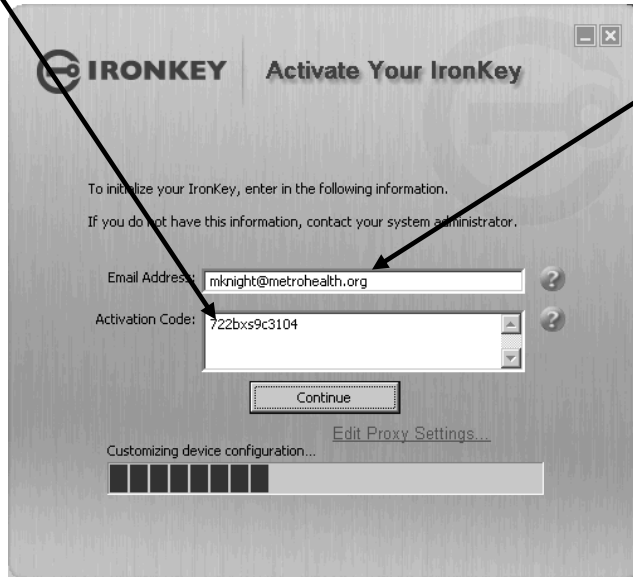 IRONKEY Activate Your IronKey
To initialize your IronKey, enter in the following information.
If you do not have this information, contact your system administrator.
Email Address: mknight@metrohealth.org
Activation Code: 722bxs9c3104
Continue
Edit Proxy Settings...
Customizing device configuration...